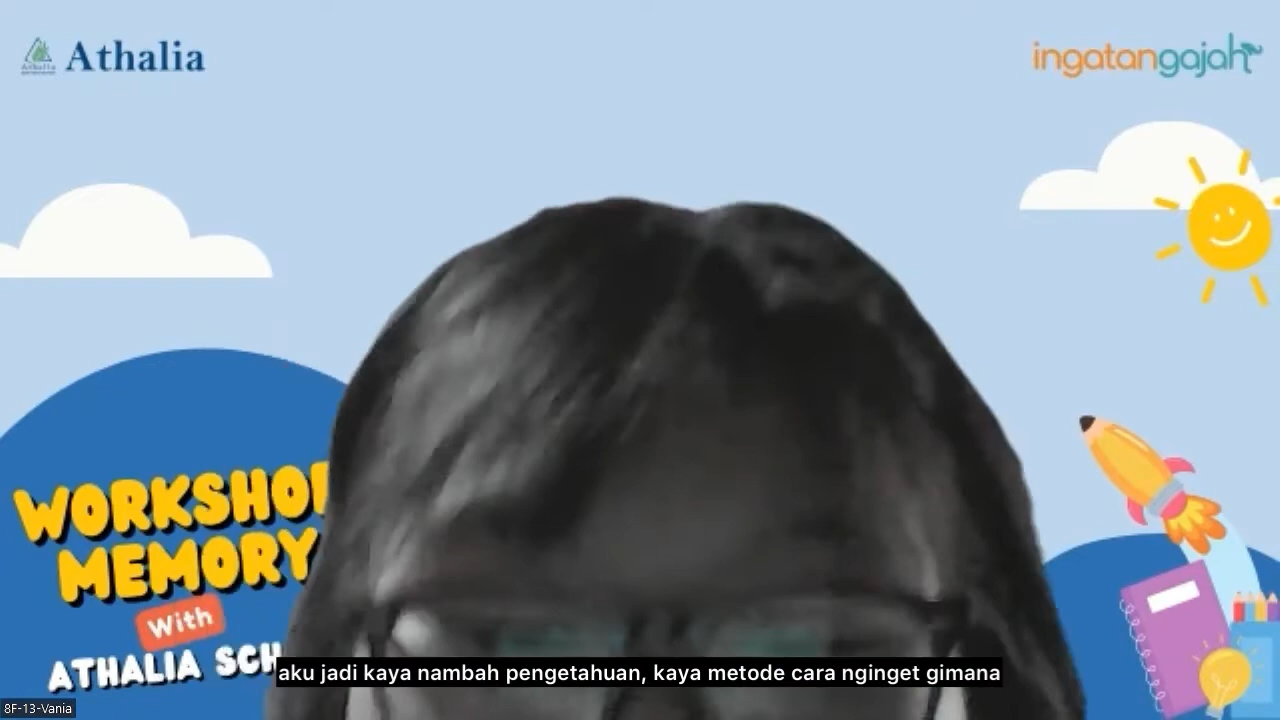 Athalia
ingatangajah
WORKSHOP
MEMORY
With
ATHALIA SCH
aku jadi kaya nambah pengetahuan, kaya metode cara nginget gimana
8F-13-Vania